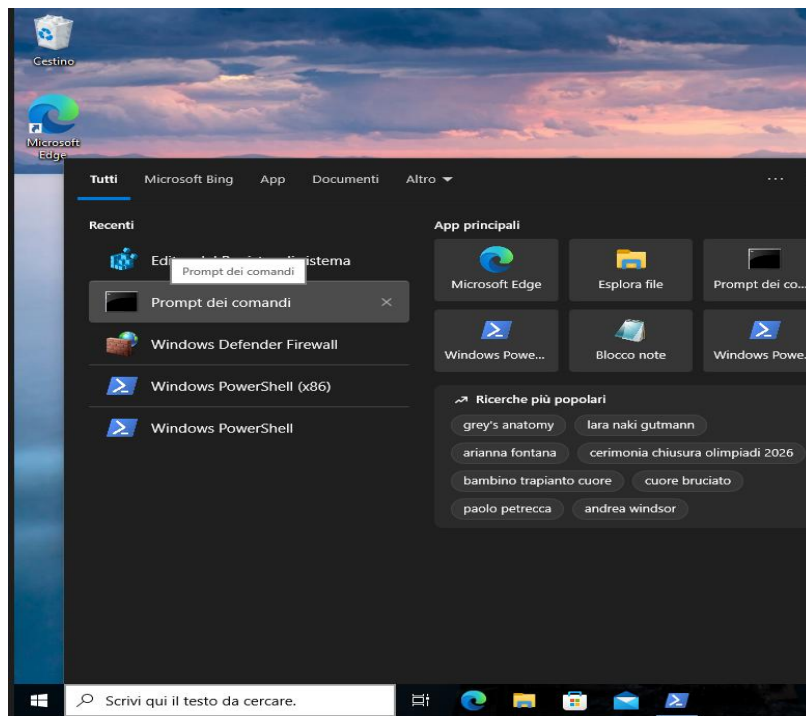 Cestino
Microsoft
Edge
Tutti Microsoft Bing App Documenti Altro
Recenti
Prompt dei comandi
Prompt dei comandi
Windows Defender Firewall
Windows PowerShell (x86)
Windows PowerShell
App principali
Microsoft Edge Esplora file Prompt dei co...
Windows Powe... Blocco note Windows Powe.
Ricerche più popolari
grey's anatomy lara naki gutmann
arianna fontana cerimonia chiusura olimpiadi 2026
bambino trapianto cuore cuore bruciato
paolo petrecca andrea windsor
Scrivi qui il testo da cercare.